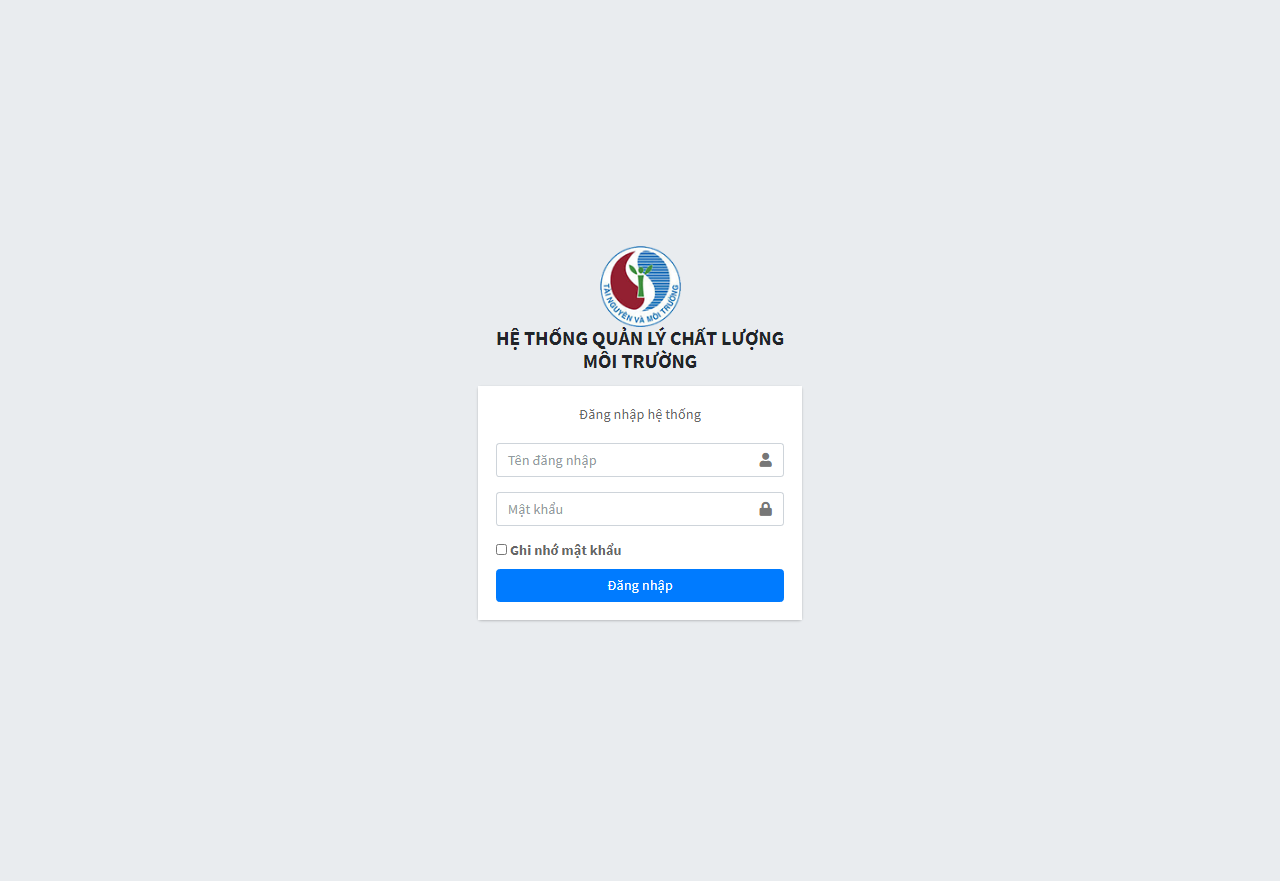 TÀI NGUYÊN VÀ MÔI TRƯỜNG
HỆ THỐNG QUẢN LÝ CHẤT LƯỢNG
MÔI TRƯỜNG
Đăng nhập hệ thống
Tên đăng nhập
Mật khẩu
Ghi nhớ mật khẩu
Đăng nhập